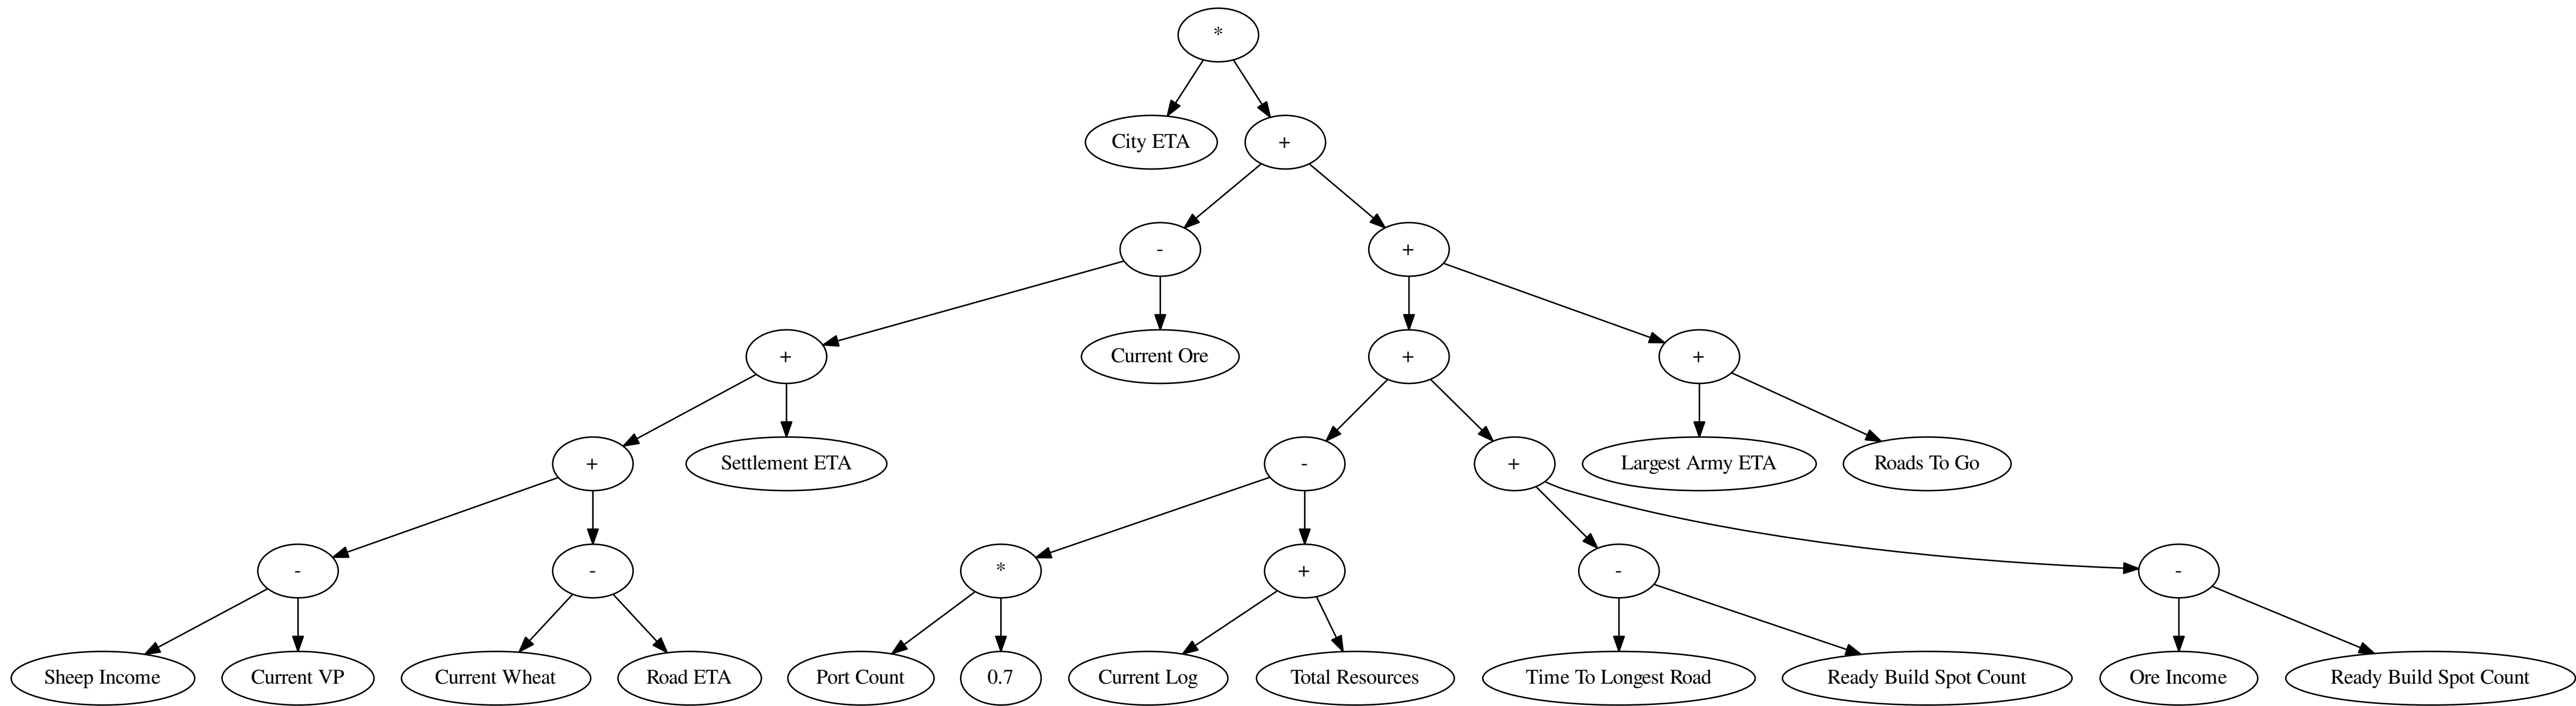 *
City ETA
+
-
+
+
Current Ore
+
+
+
Settlement ETA
-
+
Largest Army ETA
Roads To Go
-
-
*
+
-
-
Sheep Income
Current VP
Current Wheat
Road ETA
Port Count
0.7
Current Log
Total Resources
Time To Longest Road
Ready Build Spot Count
Ore Income
Ready Build Spot Count